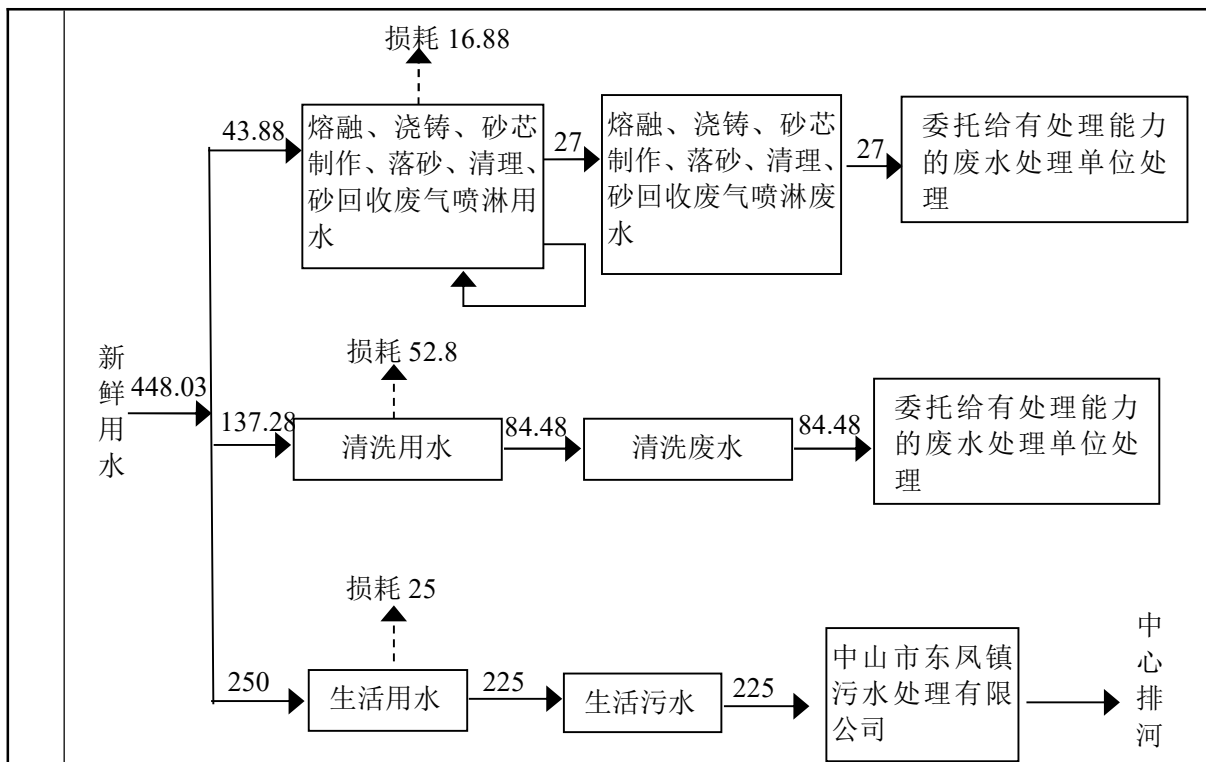 损耗 16.88
43.88
熔融、浇铸、砂芯
制作、落砂、清理、
砂回收废气喷淋用
水
27
熔融、浇铸、砂芯
制作、落砂、清理、
砂回收废气喷淋废
水
27
委托给有处理能力
的废水处理单位处
理
新鲜用水
448.03
损耗 52.8
137.28
清洗用水
84.48
清洗废水
84.48
委托给有处理能力
的废水处理单位处
理
损耗 25
250
生活用水
225
生活污水
225
中山市东凤镇
污水处理有限
公司
中心排河